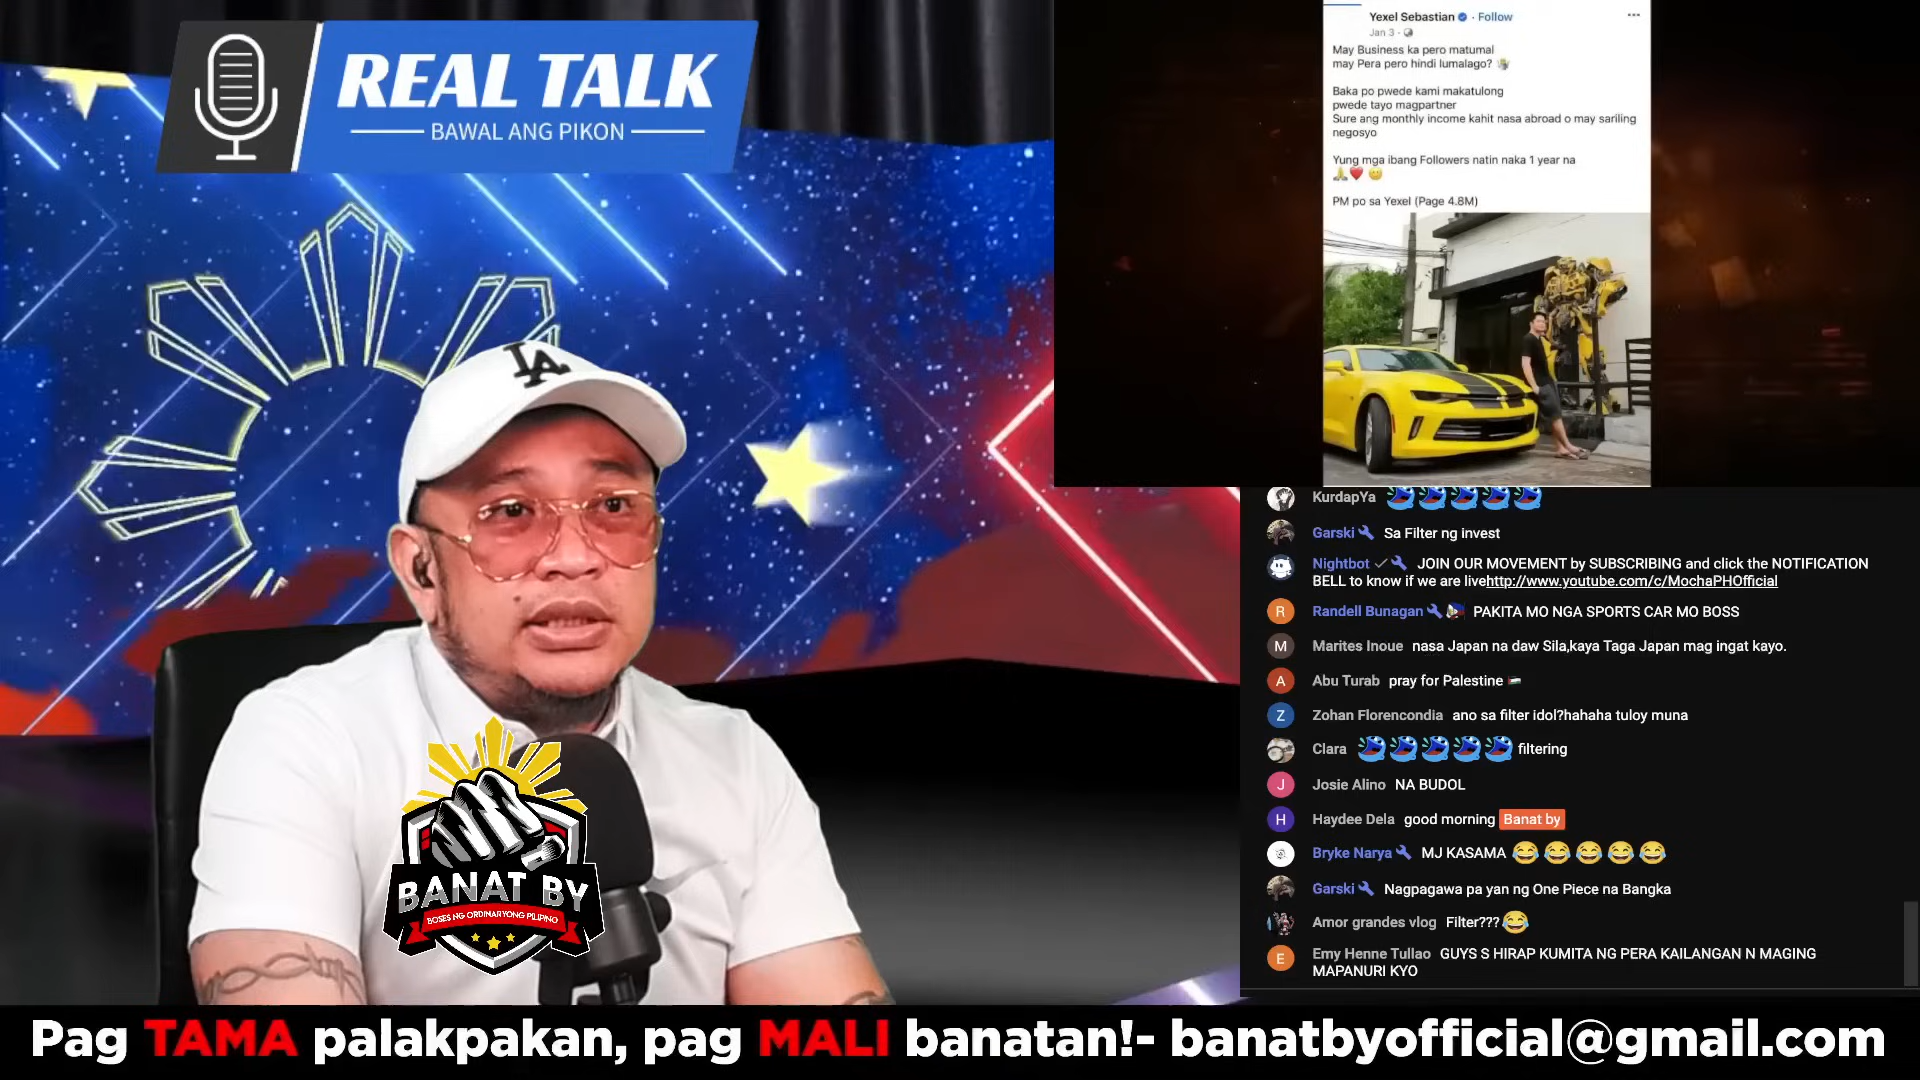 REAL TALK
BAWAL ANG PIKON
Yexel Sebastian · Follow
Jan 3 ·
May Business ka pero matumal
may Pera pero hindi lumalago?
Baka po pwede kami makatulong
pwede tayo magpartner
Sure ang monthly income kahit nasa abroad o may sariling
negosyo
Yung mga ibang Followers natin naka 1 year na
PM po sa Yexel (Page 4.8M)
LA
BANAT BY
BOSES NG ORDINARYONG PILIPINO
KurdapYa
Garski Sa Filter ng invest
Nightbot JOIN OUR MOVEMENT by SUBSCRIBING and click the NOTIFICATION
BELL to know if we are livehttp://www.youtube.com/c/MochaPHOfficial
R Randell Bunagan PAKITA MO NGA SPORTS CAR MO BOSS
M Marites Inoue nasa Japan na daw Sila,kaya Taga Japan mag ingat kayo.
A Abu Turab pray for Palestine
Z Zohan Florencondia ano sa filter idol?hahaha tuloy muna
Clara filtering
J Josie Alino NA BUDOL
H Haydee Dela good morning Banat by
Bryke Narya MJ KASAMA
Garski Nagpagawa pa yan ng One Piece na Bangka
Amor grandes vlog Filter???
E Emy Henne Tullao GUYS S HIRAP KUMITA NG PERA KAILANGAN N MAGING
MAPANURI KYO
Pag TAMA palakpakan, pag MALI banatan!- banatbyofficial@gmail.com